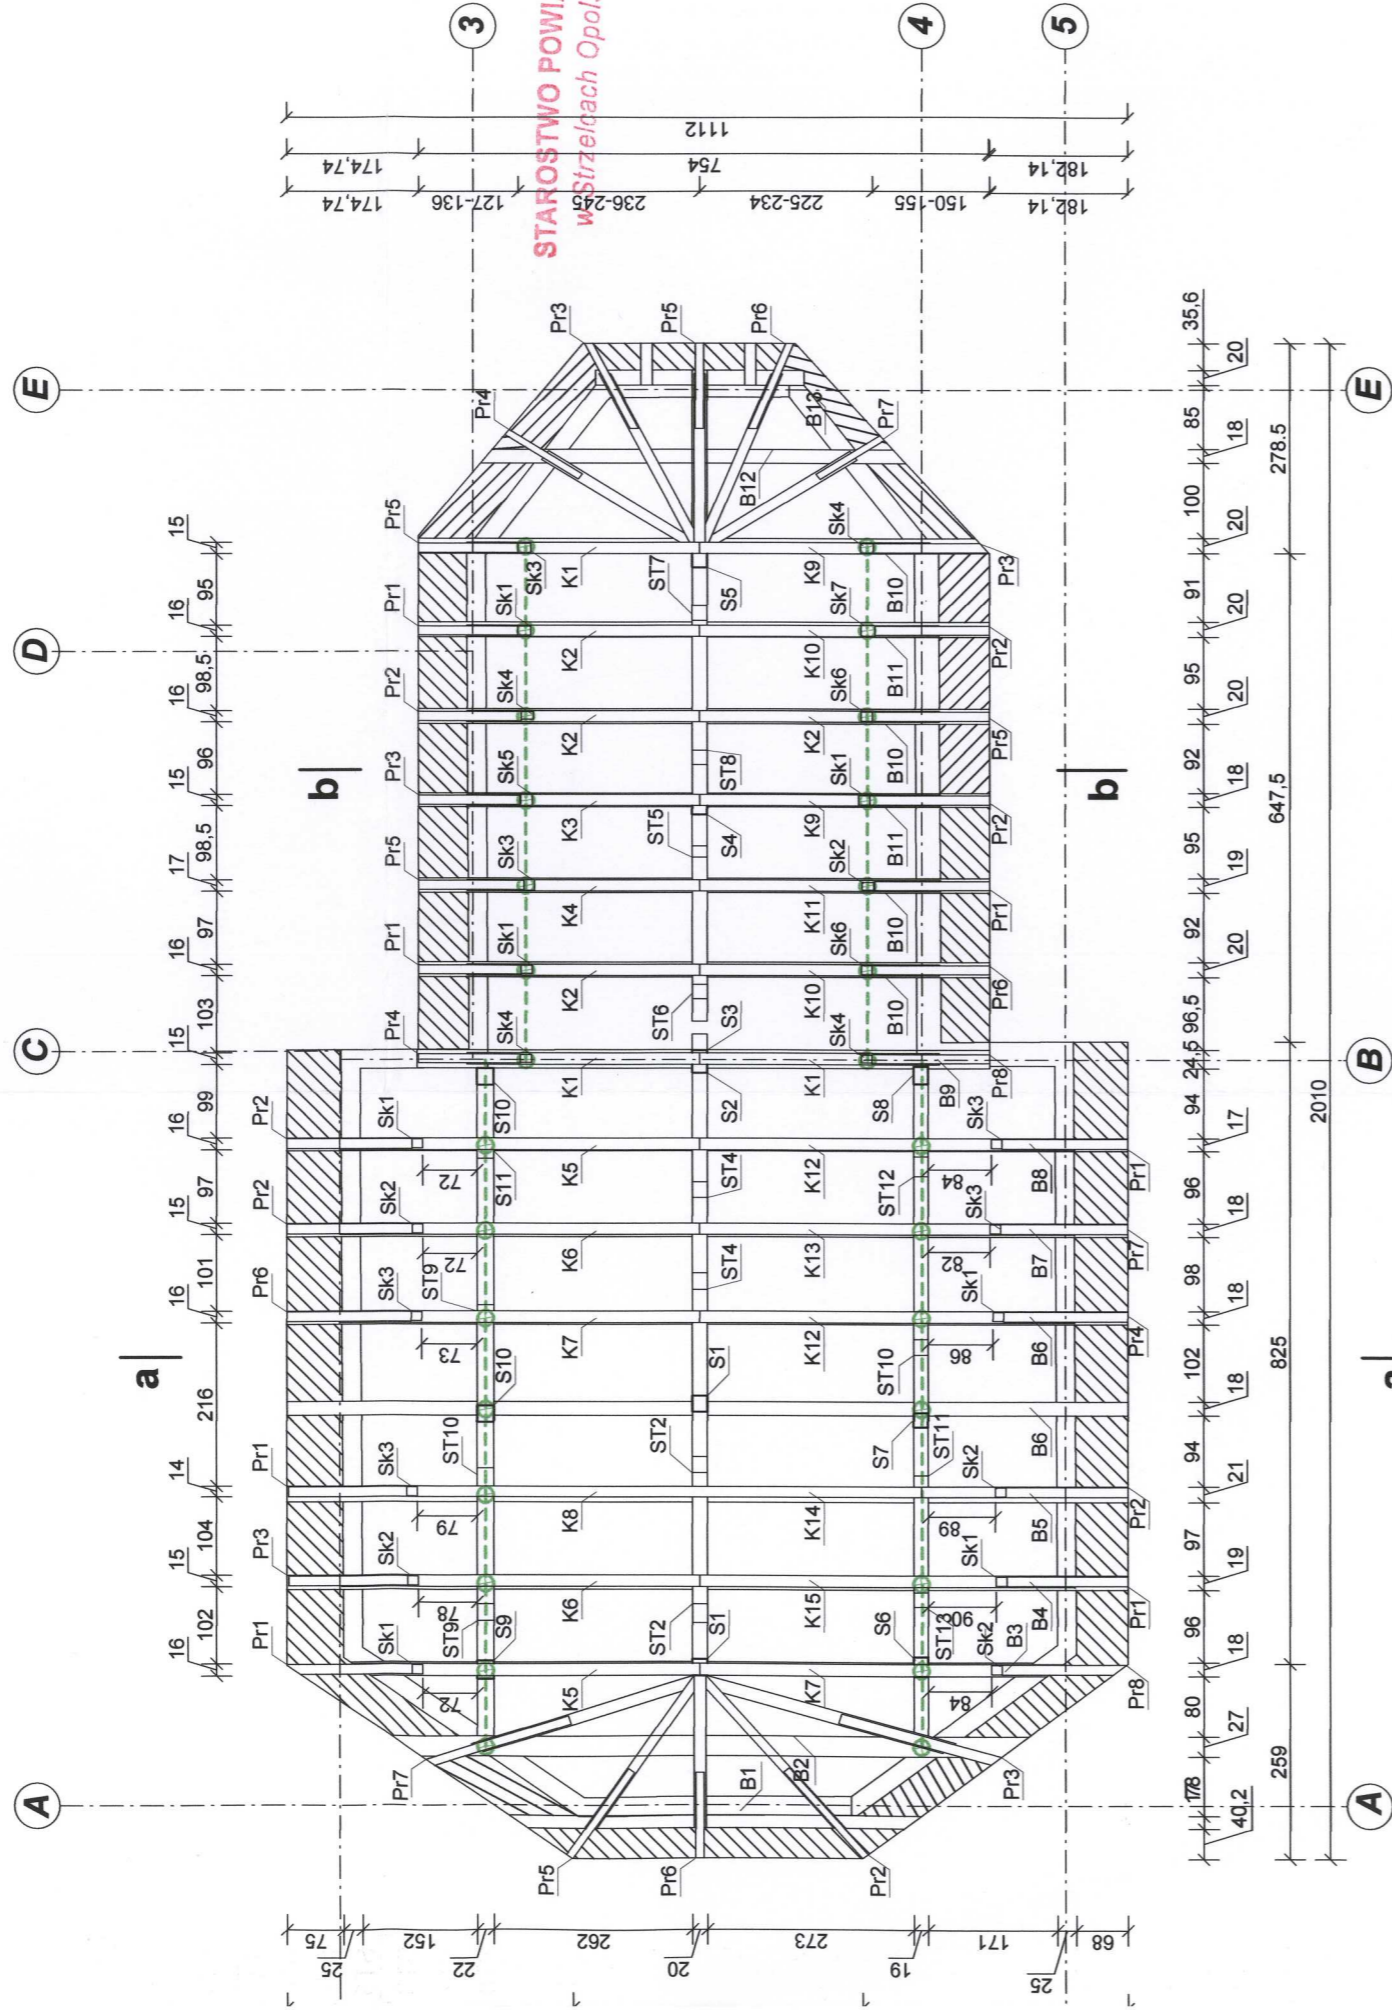 3
4
5
STAROSTWO POWI
w Strzelcach Opols
1112
174,74
754
182,14
174,74
127-136
236-245
225-234
150-155
182,14
E
D
C
A
15
95
16
98,5
16
96
15
98,5
17
97
16
103
15
99
16
97
15
101
16
216
14
104
15
102
16
b
b
a
Pr3
Pr5
Pr6
Pr4
Pr7
B13
B12
Pr5
Sk3
K1
ST7
S5
K9
Sk4
B10
Pr3
Pr1
Sk1
K2
K10
Sk7
B11
Pr2
Pr2
Sk4
K2
ST8
K2
Sk6
B10
Pr5
Pr3
Sk5
K3
ST5
S4
K9
Sk1
B11
Pr2
Pr5
Sk3
K4
K11
Sk2
B10
Pr1
Pr1
Sk1
K2
ST6
K10
Sk6
B10
Pr6
Pr4
Sk4
K1
S3
K1
Sk4
B9
Pr8
S10
S2
S8
Pr2
Sk1
72
S11
K5
ST4
K12
ST12
84
Sk3
B8
Pr1
Pr2
Sk2
72
ST9
K6
ST4
K13
82
Sk3
B7
Pr7
Pr6
Sk3
73
K7
K12
ST10
86
Sk1
B6
Pr4
S10
S1
S7
B6
ST10
ST2
ST11
Pr1
Sk3
79
K8
K14
89
Sk2
B5
Pr2
Pr3
Sk2
78
ST9
S9
K6
ST2
S1
K15
S6
ST13
90
Sk1
B4
Pr1
Pr1
Sk1
72
K5
K7
84
Sk2
B3
Pr8
Pr7
B1
B2
Pr3
Pr5
Pr6
Pr2
35,6
20
85
18
100
20
91
20
95
20
92
18
95
19
92
20
96,5
24,5
94
17
96
18
98
18
102
18
94
21
97
19
96
18
80
27
78
17
40,2
278.5
647,5
825
259
2010
E
B
A
75
25
152
22
262
20
273
19
171
25
68